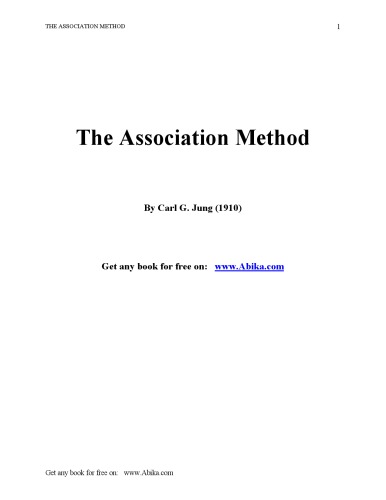 THE ASSOCIATION METHOD 1
The Association Method
By Carl G. Jung (1910)
Get any book for free on: www.Abika.com
Get any book for free on: www.Abika.com